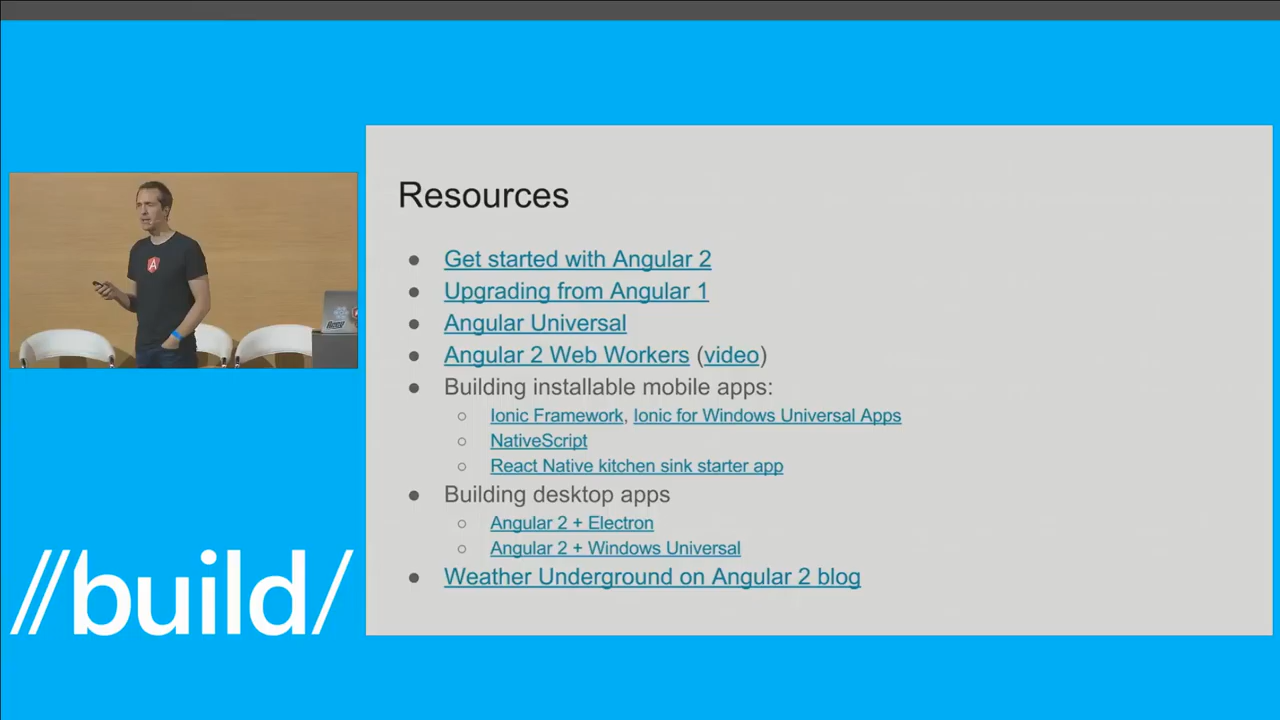 Resources
● Get started with Angular 2
● Upgrading from Angular 1
● Angular Universal
● Angular 2 Web Workers (video)
● Building installable mobile apps:
○ Ionic Framework, Ionic for Windows Universal Apps
○ NativeScript
○ React Native kitchen sink starter app
● Building desktop apps
○ Angular 2 + Electron
○ Angular 2 + Windows Universal
● Weather Underground on Angular 2 blog
A
//build/